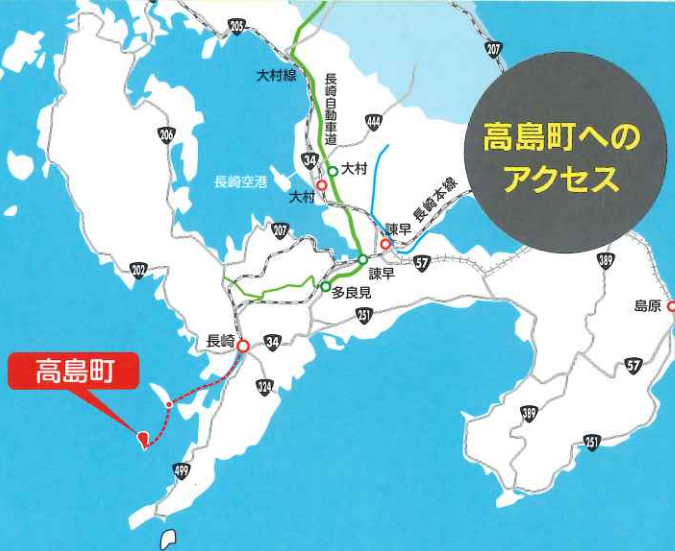 高島町への
アクセス
205
207
大村線
長崎自動車道
444
206
34
大村
長崎空港
大村
長崎本線
207
諫早
57
389
202
諫早
多良見
251
島原
長崎
34
高島町
324
57
389
251
499